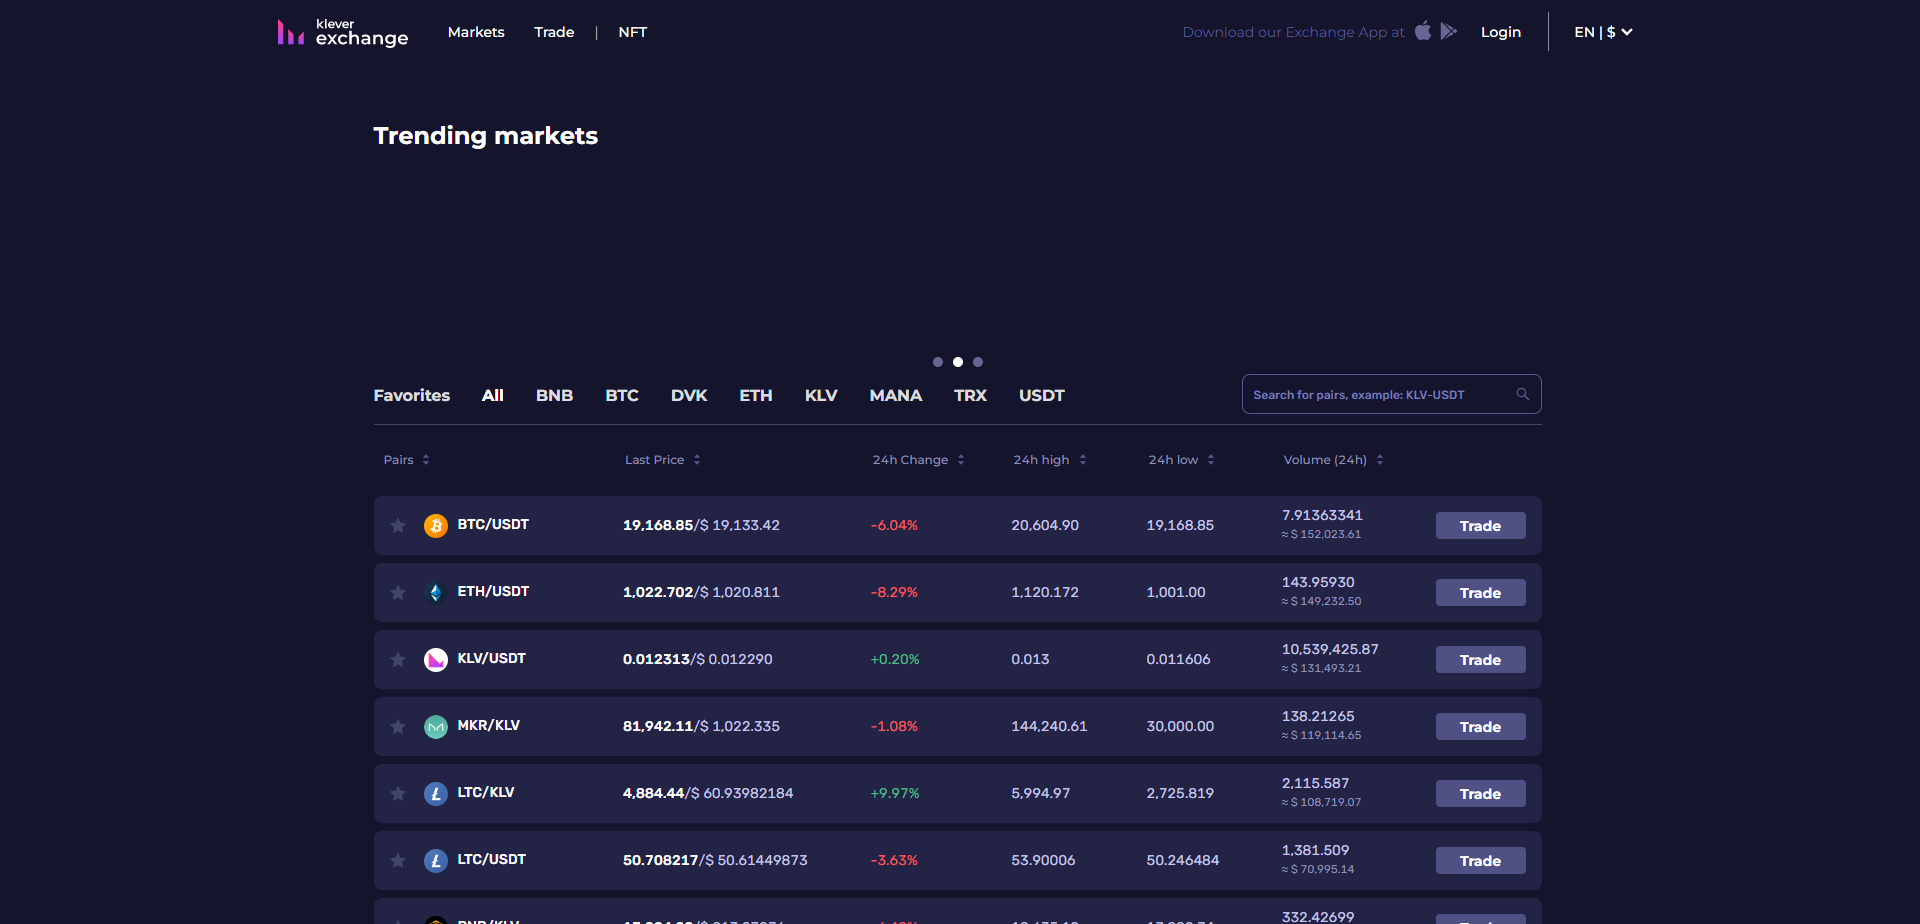 klever
exchange
Markets Trade | NFT
Download our Exchange App at
Login
EN | $
Trending markets
Favorites All BNB BTC DVK ETH KLV MANA TRX USDT
Search for pairs, example: KLV-USDT
Pairs Last Price 24h Change 24h high 24h low Volume (24h)
BTC/USDT 19,168.85/$ 19,133.42 -6.04% 20,604.90 19,168.85 7.91363341
≈ $ 152,023.61
Trade
ETH/USDT 1,022.702/$ 1,020.811 -8.29% 1,120.172 1,001.00 143.95930
≈ $ 149,232.50
Trade
KLV/USDT 0.012313/$ 0.012290 +0.20% 0.013 0.011606 10,539,425.87
≈ $ 131,493.21
Trade
MKR/KLV 81,942.11/$ 1,022.335 -1.08% 144,240.61 30,000.00 138.21265
≈ $ 119,114.65
Trade
LTC/KLV 4,884.44/$ 60.93982184 +9.97% 5,994.97 2,725.819 2,115.587
≈ $ 108,719.07
Trade
LTC/USDT 50.708217/$ 50.61449873 -3.63% 53.90006 50.246484 1,381.509
≈ $ 70,995.14
Trade
BNB/KLV 332.42699